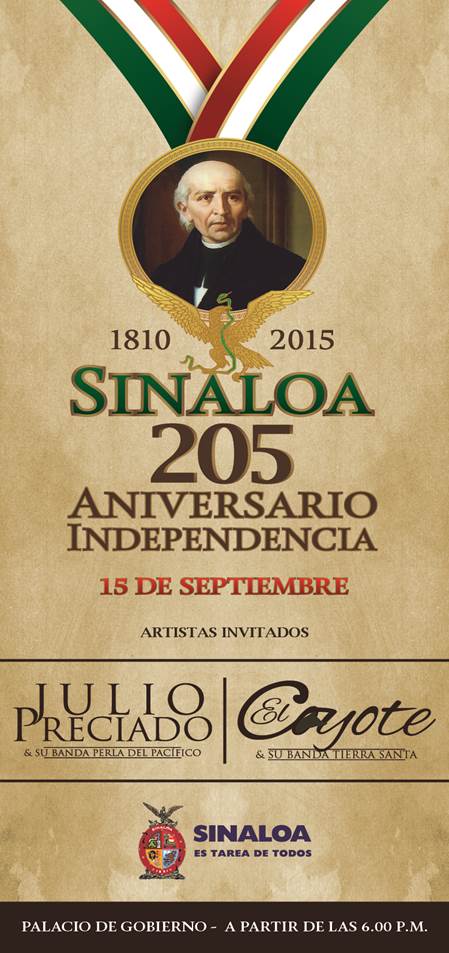 1810 2015
SINALOA
205
ANIVERSARIO
INDEPENDENCIA
15 DE SEPTIEMBRE
ARTISTAS INVITADOS
JULIO
PRECIADO
& SU BANDA PERLA DEL PACÍFICO
El Coyote
& SU BANDA TIERRA SANTA
SINALOA
SINALOA
ES TAREA DE TODOS
PALACIO DE GOBIERNO - A PARTIR DE LAS 6.00 P.M.